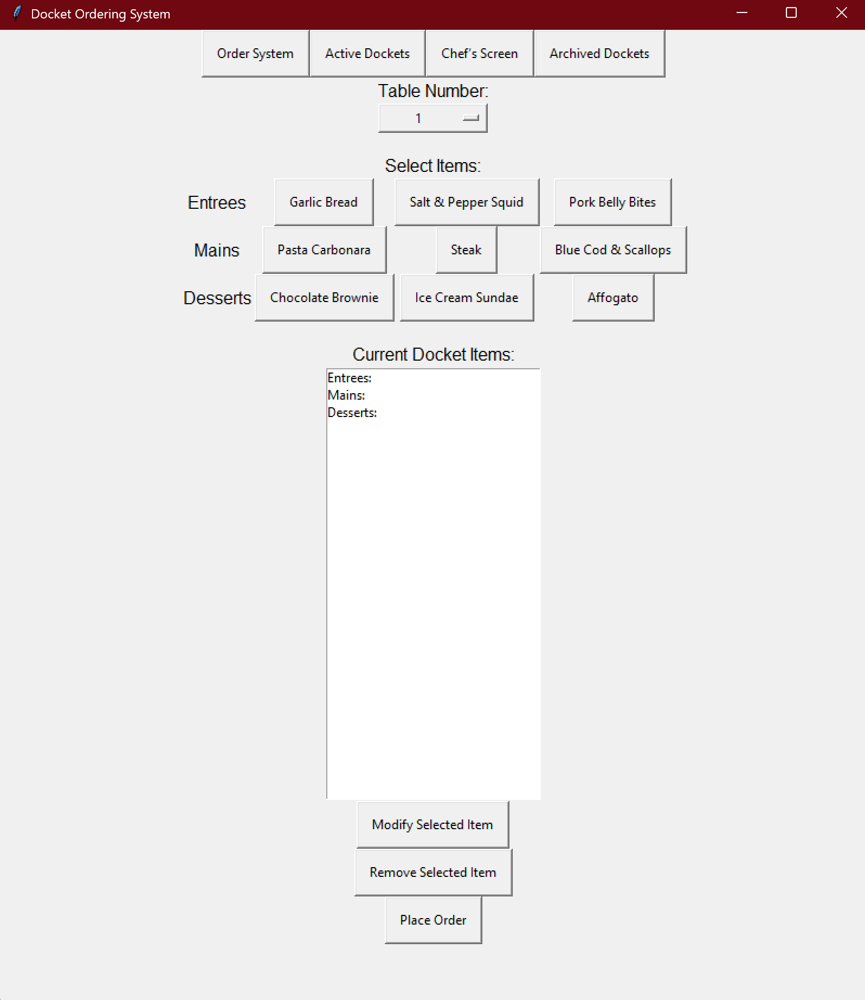 Docket Ordering System
Order System Active Dockets Chef's Screen Archived Dockets
Table Number:
1
Select Items:
Entrees Garlic Bread Salt & Pepper Squid Pork Belly Bites
Mains Pasta Carbonara Steak Blue Cod & Scallops
Desserts Chocolate Brownie Ice Cream Sundae Affogato
Current Docket Items:
Entrees:
Mains:
Desserts:
Modify Selected Item
Remove Selected Item
Place Order